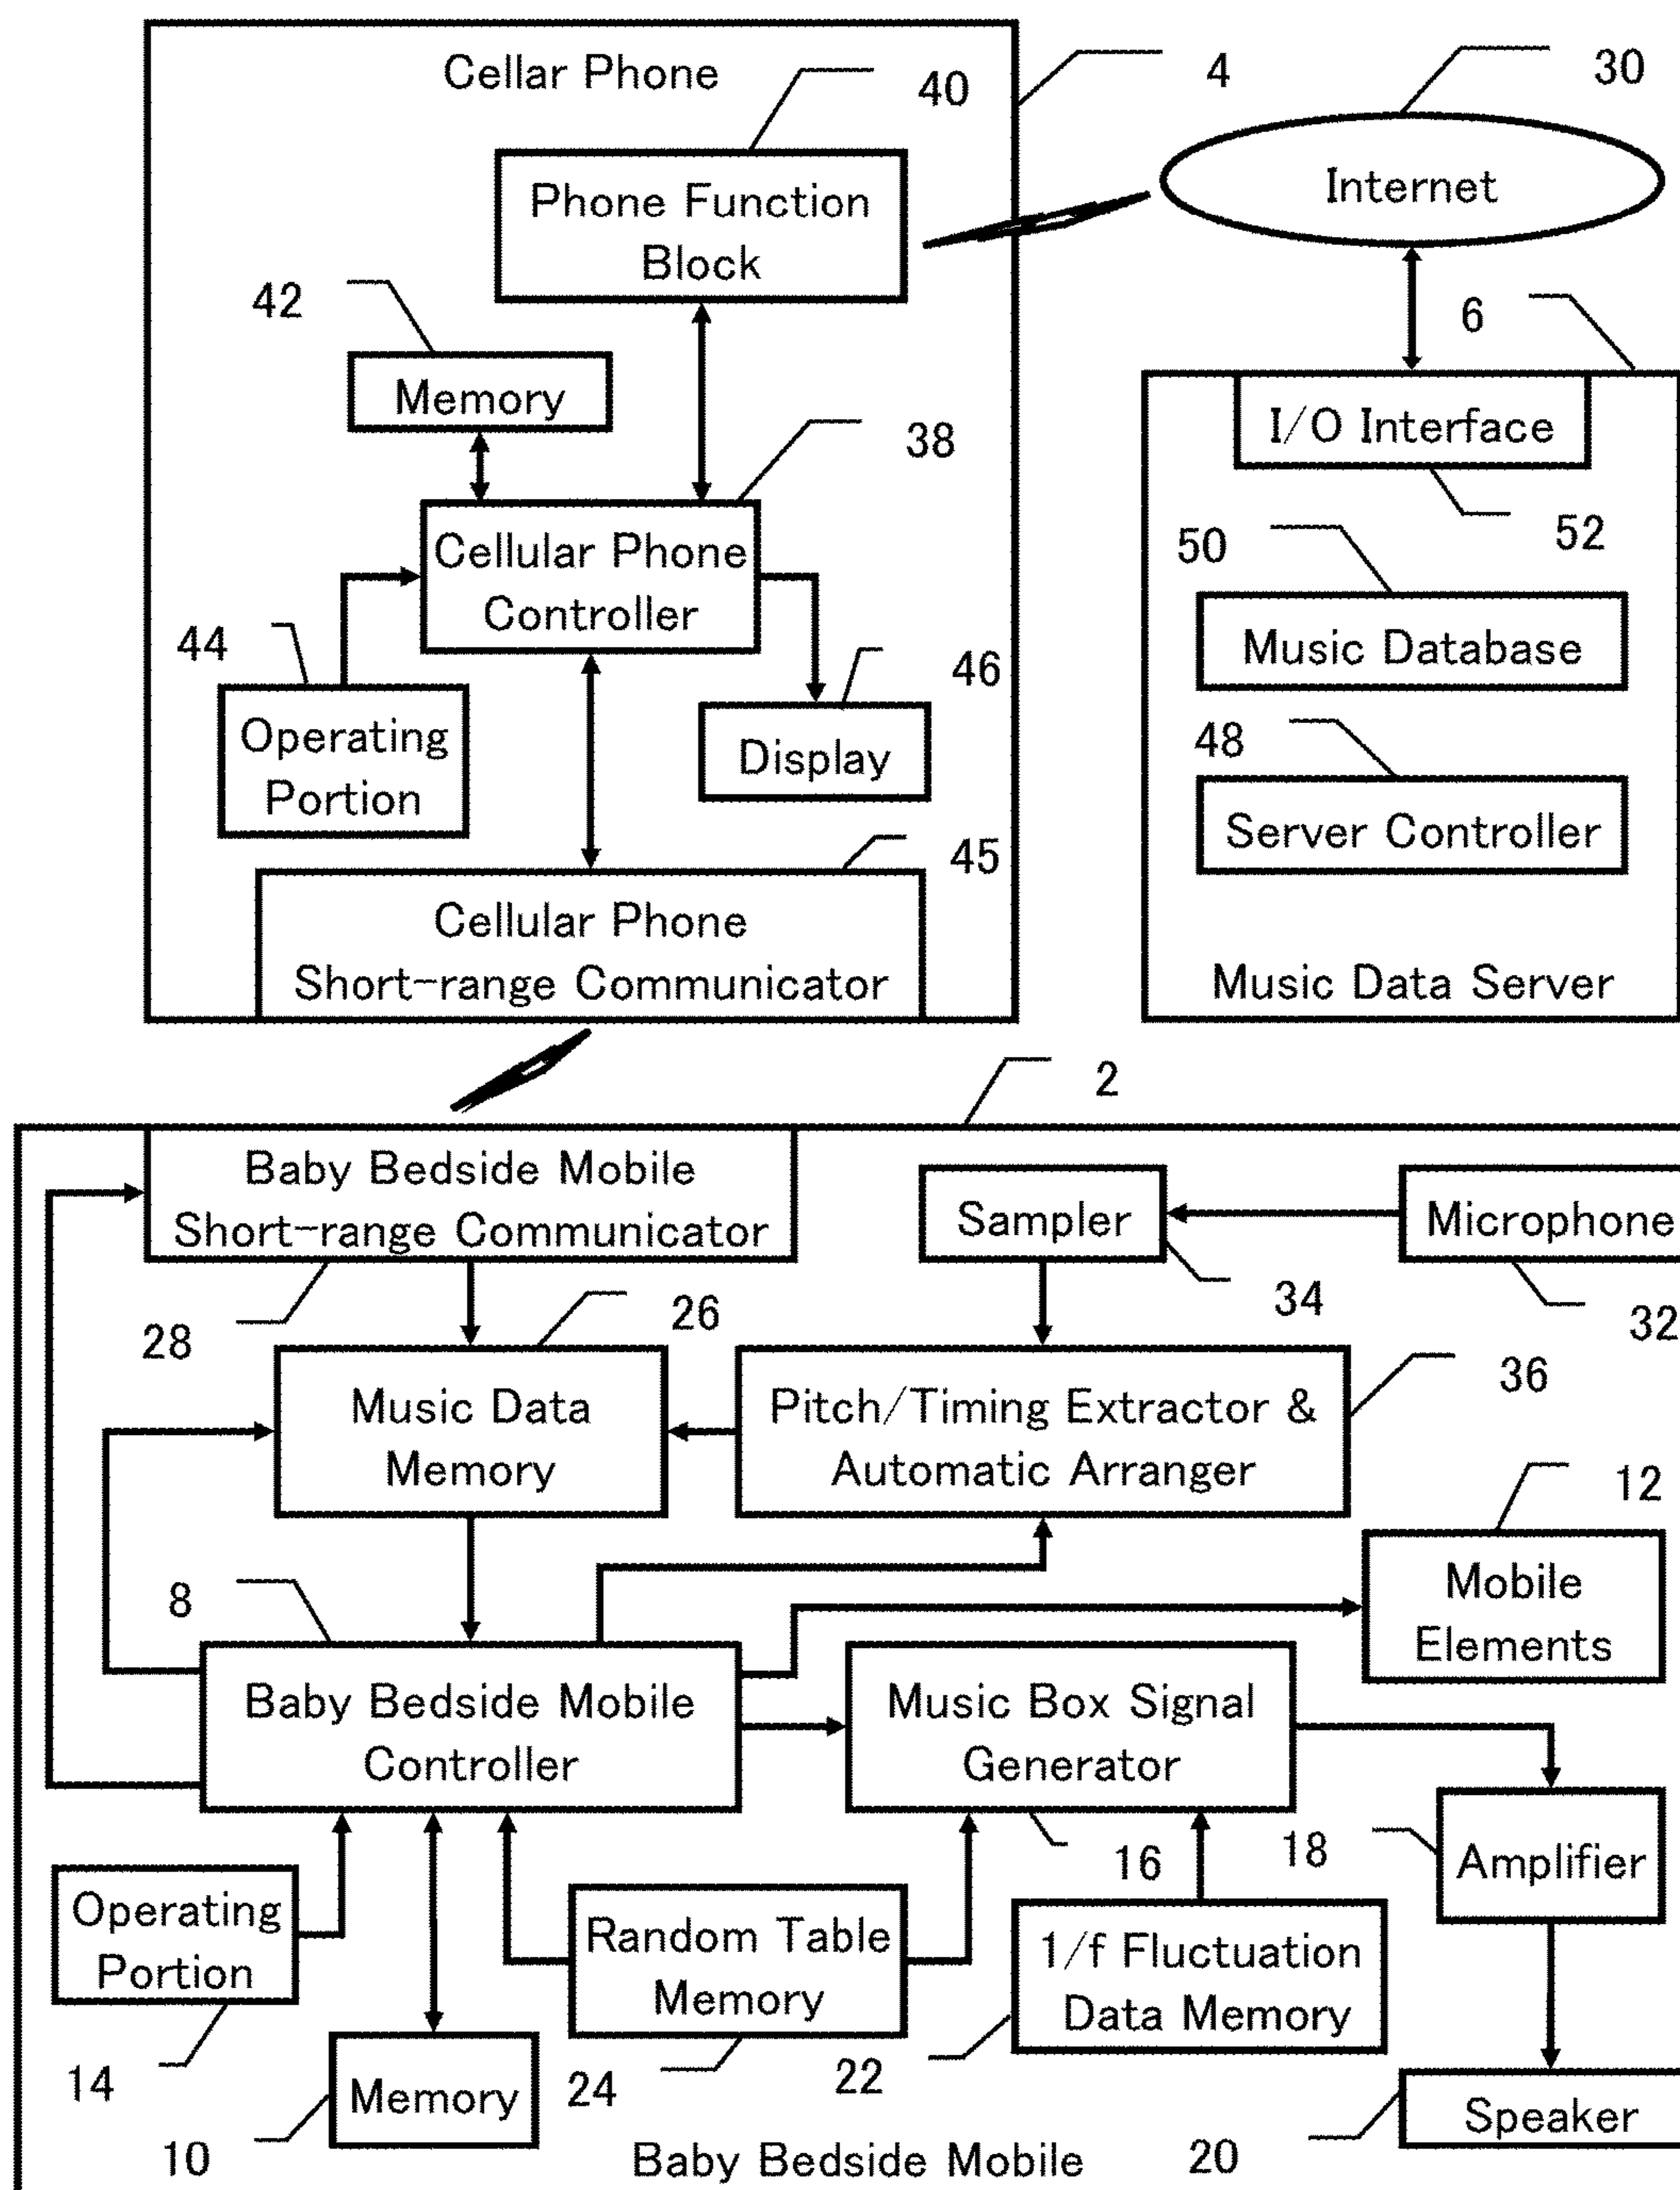 Cellar Phone
4
30
40
Phone Function
Block
Internet
42
6
Memory
I/O Interface
38
52
Cellular Phone
Controller
50
Music Database
44
46
Operating
Portion
Display
48
Server Controller
45
Cellular Phone
Short-range Communicator
Music Data Server
2
Baby Bedside Mobile
Short-range Communicator
Sampler
Microphone
28
26
34
32
36
Music Data
Memory
Pitch/Timing Extractor &
Automatic Arranger
12
8
Mobile
Elements
Baby Bedside Mobile
Controller
Music Box Signal
Generator
16
18
Amplifier
Operating
Portion
Random Table
Memory
1/f Fluctuation
Data Memory
14
24
22
Memory
Speaker
10
Baby Bedside Mobile
20